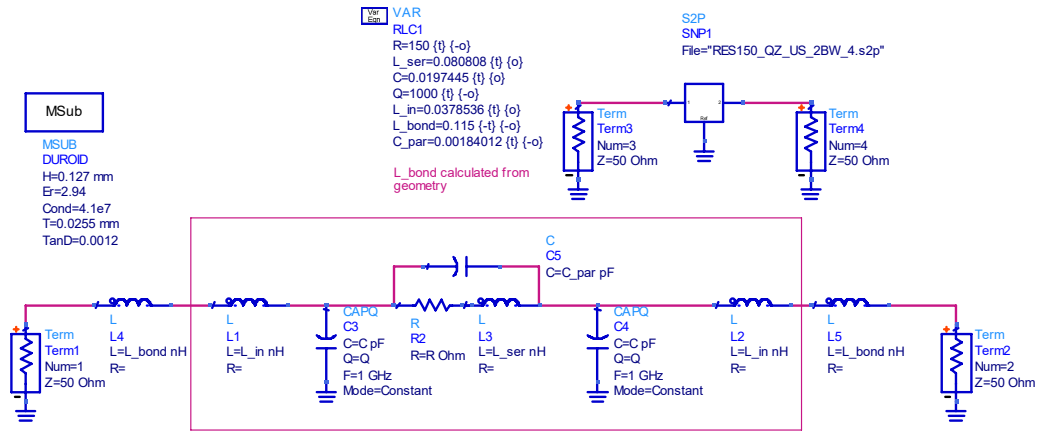 Var
Eqn
VAR
RLC1
R=150 {t} {-o}
L_ser=0.080808 {t} {o}
C=0.0197445 {t} {-o}
Q=1000 {t} {-o}
L_in=0.0378536 {t} {o}
L_bond=0.115 {-t} {-o}
C_par=0.00184012 {t} {-o}
L_bond calculated from
geometry
S2P
SNP1
File="RES150_QZ_US_2BW_4.s2p"
1
2
Ref
+
Term
Term3
Num=3
Z=50 Ohm
-
+
Term
Term4
Num=4
Z=50 Ohm
-
MSub
MSUB
DUROID
H=0.127 mm
Er=2.94
Cond=4.1e7
T=0.0255 mm
TanD=0.0012
C
C5
C=C_par pF
+
Term
Term1
Num=1
Z=50 Ohm
-
L
L4
L=L_bond nH
R=
L
L1
L=L_in nH
R=
CAPQ
C3
C=C pF
Q=Q
F=1 GHz
Mode=Constant
R
R2
R=R Ohm
L
L3
L=L_ser nH
R=
CAPQ
C4
C=C pF
Q=Q
F=1 GHz
Mode=Constant
L
L2
L=L_in nH
R=
L
L5
L=L_bond nH
R=
+
Term
Term2
Num=2
Z=50 Ohm
-